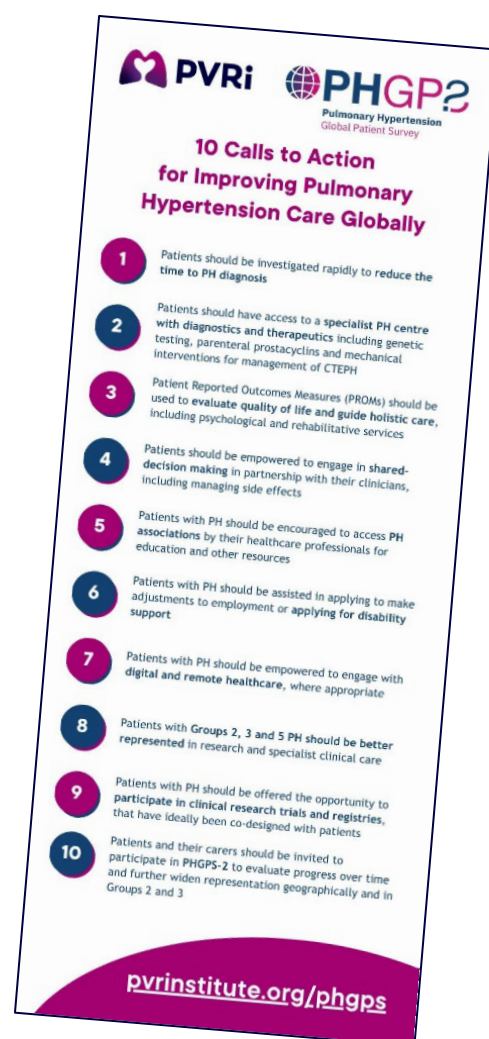 PVRi
PHGPS
Pulmonary Hypertension
Global Patient Survey
10 Calls to Action
for Improving Pulmonary
Hypertension Care Globally
1
Patients should be investigated rapidly to reduce the
time to PH diagnosis
2
Patients should have access to a specialist PH centre
with diagnostics and therapeutics including genetic
testing, parenteral prostacyclins and mechanical
interventions for management of CTEPH
3
Patient Reported Outcomes Measures (PROMs) should be
used to evaluate quality of life and guide holistic care,
including psychological and rehabilitative services
4
Patients should be empowered to engage in shared-
decision making in partnership with their clinicians,
including managing side effects
5
Patients with PH should be encouraged to access PH
associations by their healthcare professionals for
education and other resources
6
Patients with PH should be assisted in applying to make
adjustments to employment or applying for disability
support
7
Patients with PH should be empowered to engage with
digital and remote healthcare, where appropriate
8
Patients with Groups 2, 3 and 5 PH should be better
represented in research and specialist clinical care
9
Patients with PH should be offered the opportunity to
participate in clinical research trials and registries,
that have ideally been co-designed with patients
10
Patients and their carers should be invited to
participate in PHGPS-2 to evaluate progress over time
and further widen representation geographically and in
Groups 2 and 3
pvrinstitute.org/phgps